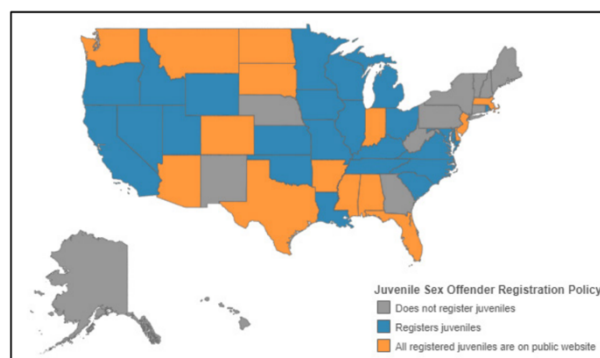 Juvenile Sex Offender Registration Policy
Does not register juveniles
Registers juveniles
All registered juveniles are on public website